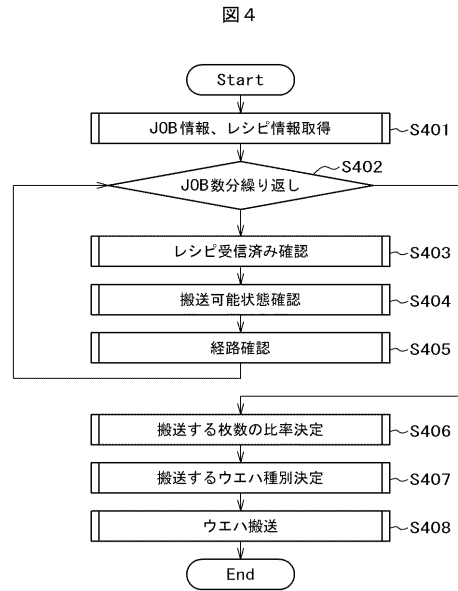 図4
Start
JOB情報、レシピ情報取得
S401
JOB数分繰り返し
S402
レシピ受信済み確認
S403
搬送可能状態確認
S404
経路確認
S405
搬送する枚数の比率決定
S406
搬送するウエハ種別決定
S407
ウエハ搬送
S408
End